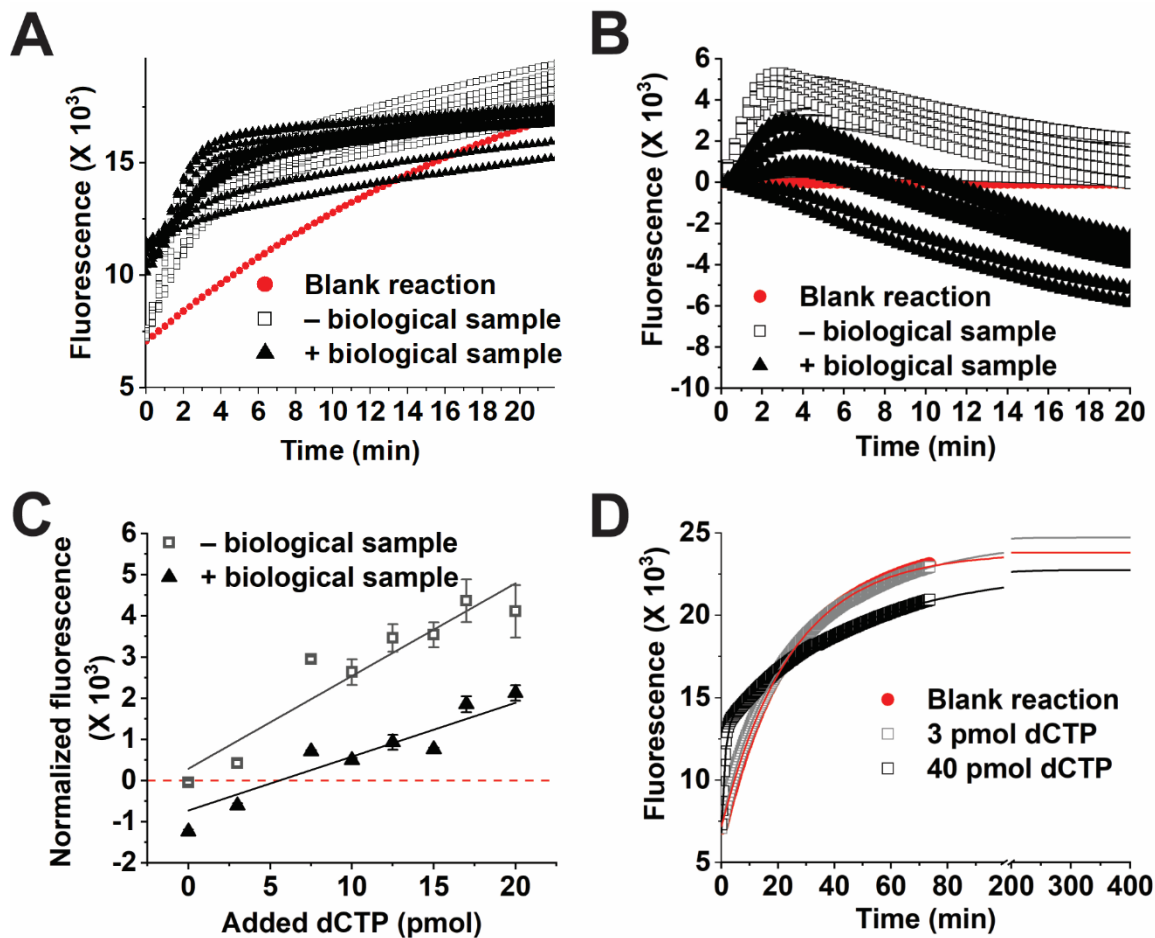 A
Fluorescence (X 10³)
15
10
5
0 2 4 6 8 10 12 14 16 18 20
Time (min)
Blank reaction
– biological sample
+ biological sample
B
Fluorescence (X 10³)
6
4
2
0
-2
-4
-6
-8
-10
0 2 4 6 8 10 12 14 16 18 20
Time (min)
Blank reaction
– biological sample
+ biological sample
C
Normalized fluorescence
(X 10³)
6
5
4
3
2
1
0
-1
-2
0 5 10 15 20
Added dCTP (pmol)
– biological sample
+ biological sample
D
Fluorescence (X 10³)
25
20
15
10
5
0 20 40 60 80 200 300 400
Time (min)
Blank reaction
3 pmol dCTP
40 pmol dCTP